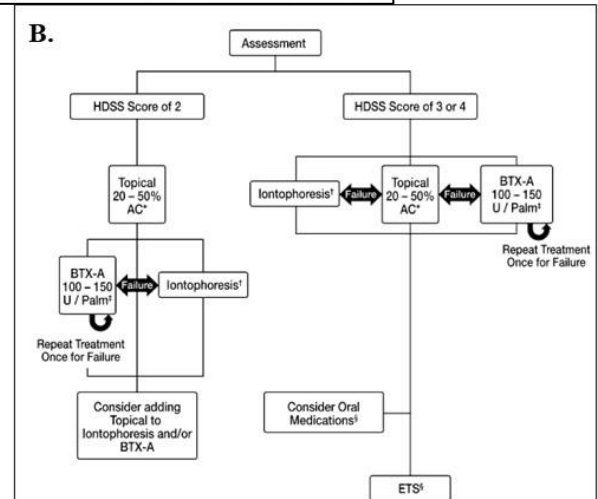 B.
Assessment
HDSS Score of 2
HDSS Score of 3 or 4
Topical
20 – 50%
AC*
Iontophoresis†
Failure
Topical
20 – 50%
AC*
Failure
BTX-A
100 – 150
U / Palm‡
Repeat Treatment
Once for Failure
BTX-A
100 – 150
U / Palm‡
Failure
Iontophoresis†
Repeat Treatment
Once for Failure
Consider adding
Topical to
Iontophoresis and/or
BTX-A
Consider Oral
Medications§
ETS§